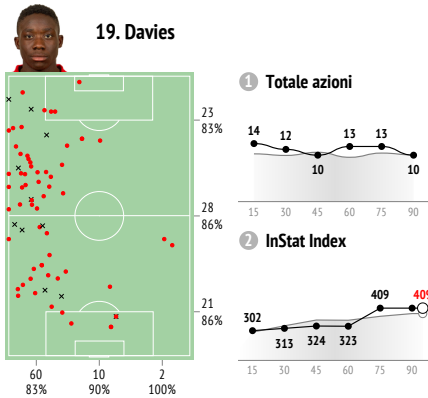 19. Davies
23
83%
28
86%
21
86%
60 10 2
83% 90% 100%
1 Totale azioni
14 12 10 13 13 10
15 30 45 60 75 90
2 InStat Index
302 313 324 323 409 409
15 30 45 60 75 90